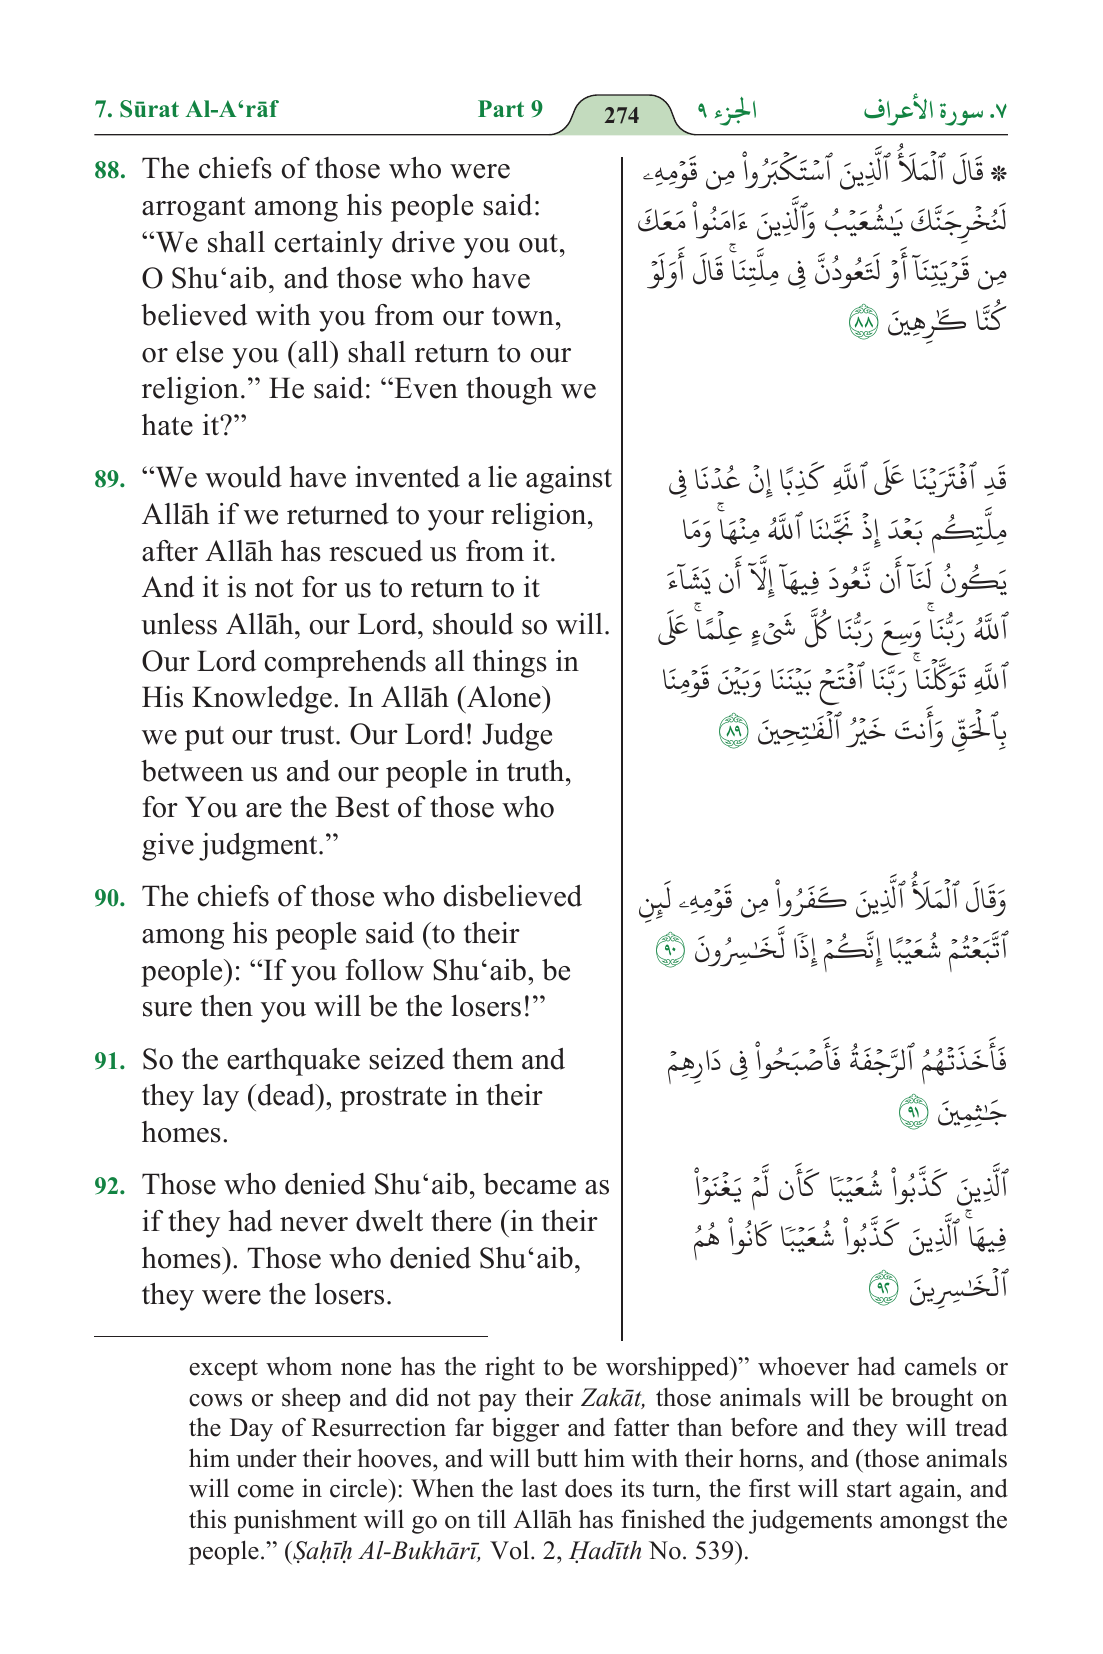 7. Sūrat Al-A‘rāf
Part 9
274
الجزء ٩
٧. سورة الأعراف
88. The chiefs of those who were
arrogant among his people said:
“We shall certainly drive you out,
O Shu‘aib, and those who have
believed with you from our town,
or else you (all) shall return to our
religion.” He said: “Even though we
hate it?”
۞ قَالَ ٱلۡمَلَأُ ٱلَّذِينَ ٱسۡتَكۡبَرُواْ مِن قَوۡمِهِۦ
لَنُخۡرِجَنَّكَ يَٰشُعَيۡبُ وَٱلَّذِينَ ءَامَنُواْ مَعَكَ
مِن قَرۡيَتِنَآ أَوۡ لَتَعُودُنَّ فِي مِلَّتِنَاۚ قَالَ أَوَلَوۡ
كُنَّا كَٰرِهِينَ ٨٨
89. “We would have invented a lie against
Allāh if we returned to your religion,
after Allāh has rescued us from it.
And it is not for us to return to it
unless Allāh, our Lord, should so will.
Our Lord comprehends all things in
His Knowledge. In Allāh (Alone)
we put our trust. Our Lord! Judge
between us and our people in truth,
for You are the Best of those who
give judgment.”
قَدِ ٱفۡتَرَيۡنَا عَلَى ٱللَّهِ كَذِبًا إِنۡ عُدۡنَا فِي
مِلَّتِكُم بَعۡدَ إِذۡ نَجَّىٰنَا ٱللَّهُ مِنۡهَاۚ وَمَا
يَكُونُ لَنَآ أَن نَّعُودَ فِيهَآ إِلَّآ أَن يَشَآءَ
ٱللَّهُ رَبُّنَاۚ وَسِعَ رَبُّنَا كُلَّ شَيۡءٍ عِلۡمًاۚ عَلَى
ٱللَّهِ تَوَكَّلۡنَاۚ رَبَّنَا ٱفۡتَحۡ بَيۡنَنَا وَبَيۡنَ قَوۡمِنَا
بِٱلۡحَقِّ وَأَنتَ خَيۡرُ ٱلۡفَٰتِحِينَ ٨٩
90. The chiefs of those who disbelieved
among his people said (to their
people): “If you follow Shu‘aib, be
sure then you will be the losers!”
وَقَالَ ٱلۡمَلَأُ ٱلَّذِينَ كَفَرُواْ مِن قَوۡمِهِۦ لَئِنِ
ٱتَّبَعۡتُمۡ شُعَيۡبًا إِنَّكُمۡ إِذٗا لَّخَٰسِرُونَ ٩٠
91. So the earthquake seized them and
they lay (dead), prostrate in their
homes.
فَأَخَذَتۡهُمُ ٱلرَّجۡفَةُ فَأَصۡبَحُواْ فِي دَارِهِمۡ
جَٰثِمِينَ ٩١
92. Those who denied Shu‘aib, became as
if they had never dwelt there (in their
homes). Those who denied Shu‘aib,
they were the losers.
ٱلَّذِينَ كَذَّبُواْ شُعَيۡبٗا كَأَن لَّمۡ يَغۡنَوۡاْ
فِيهَاۚ ٱلَّذِينَ كَذَّبُواْ شُعَيۡبٗا كَانُواْ هُمُ
ٱلۡخَٰسِرِينَ ٩٢
except whom none has the right to be worshipped)” whoever had camels or
cows or sheep and did not pay their Zakāt, those animals will be brought on
the Day of Resurrection far bigger and fatter than before and they will tread
him under their hooves, and will butt him with their horns, and (those animals
will come in circle): When the last does its turn, the first will start again, and
this punishment will go on till Allāh has finished the judgements amongst the
people.” (Ṣaḥīḥ Al-Bukhārī, Vol. 2, Ḥadīth No. 539).